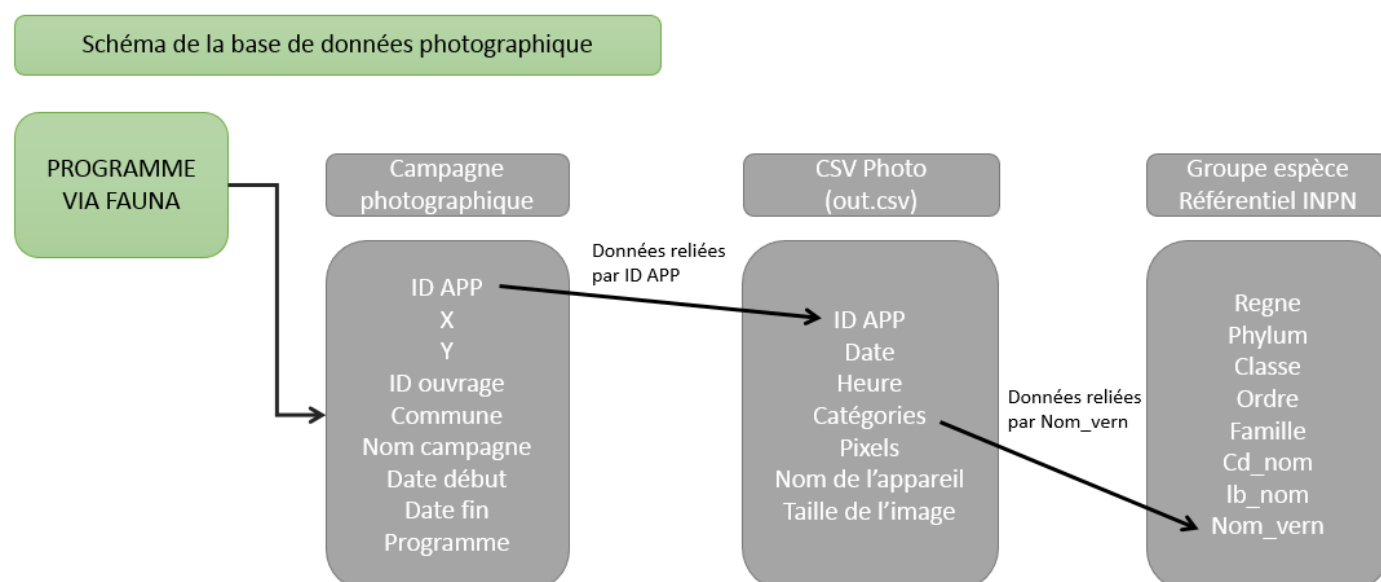 Schéma de la base de données photographique
PROGRAMME
VIA FAUNA
Campagne
photographique
ID APP
X
Y
ID ouvrage
Commune
Nom campagne
Date début
Date fin
Programme
Données reliées
par ID APP
CSV Photo
(out.csv)
ID APP
Date
Heure
Catégories
Pixels
Nom de l'appareil
Taille de l'image
Données reliées
par Nom_vern
Groupe espèce
Référentiel INPN
Regne
Phylum
Classe
Ordre
Famille
Cd_nom
lb_nom
Nom_vern